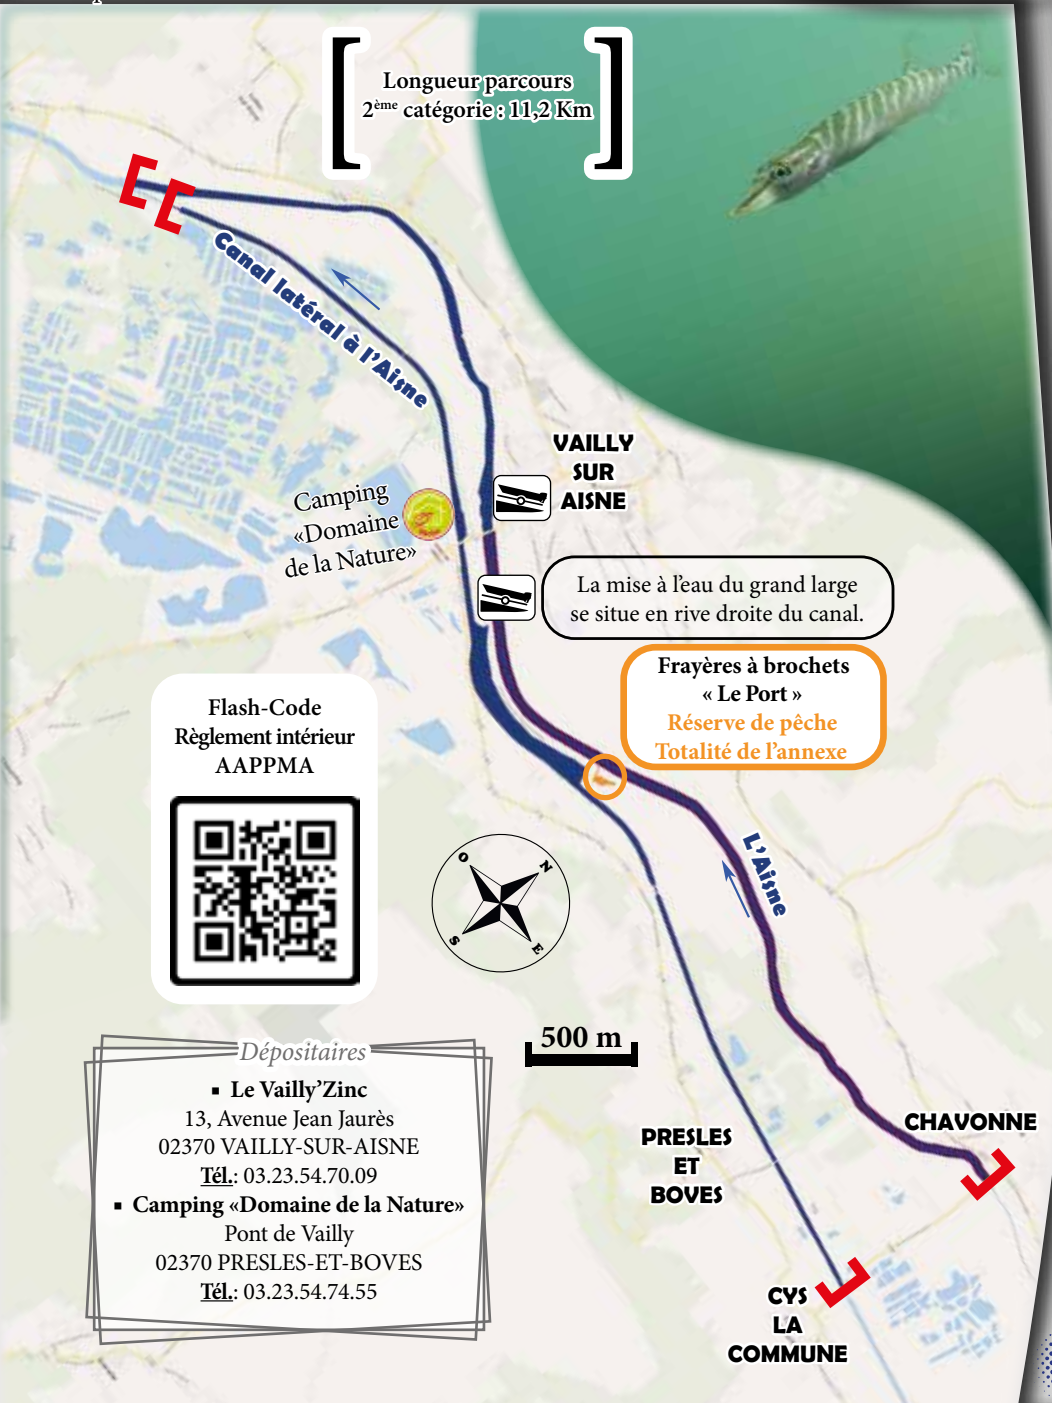 Longueur parcours
2ème catégorie : 11,2 Km
Canal latéral à l'Aisne
VAILLY
SUR
AISNE
Camping
«Domaine
de la Nature»
La mise à l'eau du grand large
se situe en rive droite du canal.
Frayères à brochets
« Le Port »
Réserve de pêche
Totalité de l'annexe
Flash-Code
Règlement intérieur
AAPPMA
L'Aisne
O
N
S
E
500 m
Dépositaires
▪ Le Vailly'Zinc
13, Avenue Jean Jaurès
02370 VAILLY-SUR-AISNE
Tél.: 03.23.54.70.09
▪ Camping «Domaine de la Nature»
Pont de Vailly
02370 PRESLES-ET-BOVES
Tél.: 03.23.54.74.55
PRESLES
ET
BOVES
CHAVONNE
CYS
LA
COMMUNE